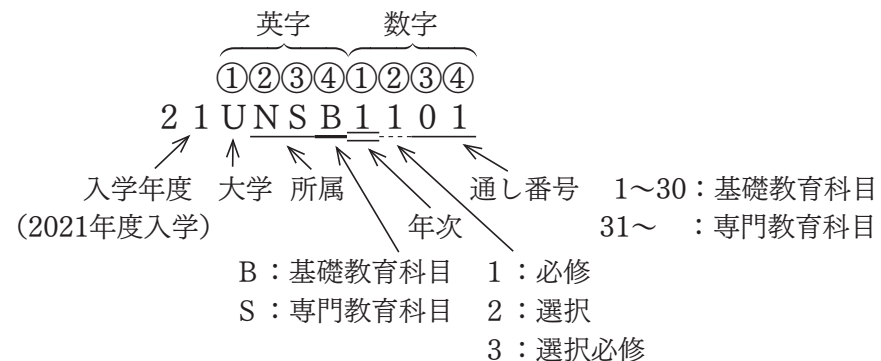 英字 数字
①②③④①②③④
21UNSB1101
入学年度 大学 所属 通し番号 1〜30：基礎教育科目
（2021年度入学） 年次 31〜 ：専門教育科目
B：基礎教育科目 1：必修
S：専門教育科目 2：選択
3：選択必修